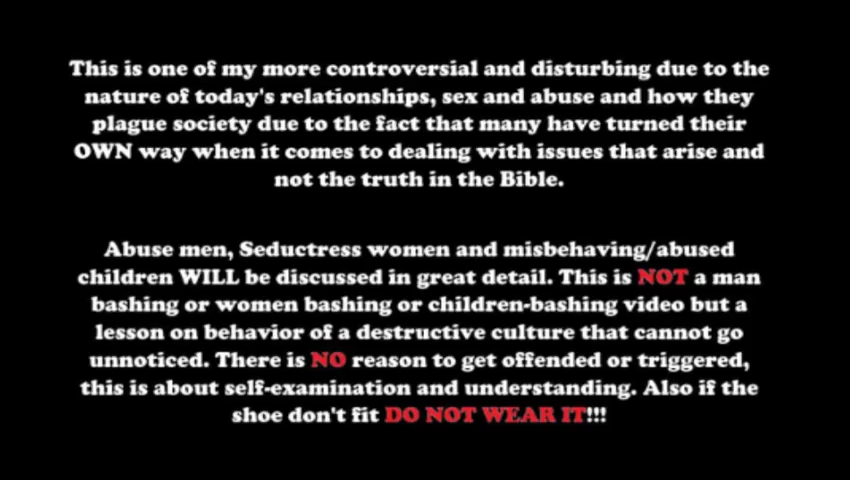 This is one of my more controversial and disturbing due to the
nature of today's relationships, sex and abuse and how they
plague society due to the fact that many have turned their
OWN way when it comes to dealing with issues that arise and
not the truth in the Bible.
Abuse men, Seductress women and misbehaving/abused
children WILL be discussed in great detail. This is NOT a man
bashing or women bashing or children-bashing video but a
lesson on behavior of a destructive culture that cannot go
unnoticed. There is NO reason to get offended or triggered,
this is about self-examination and understanding. Also if the
shoe don't fit DO NOT WEAR IT!!!